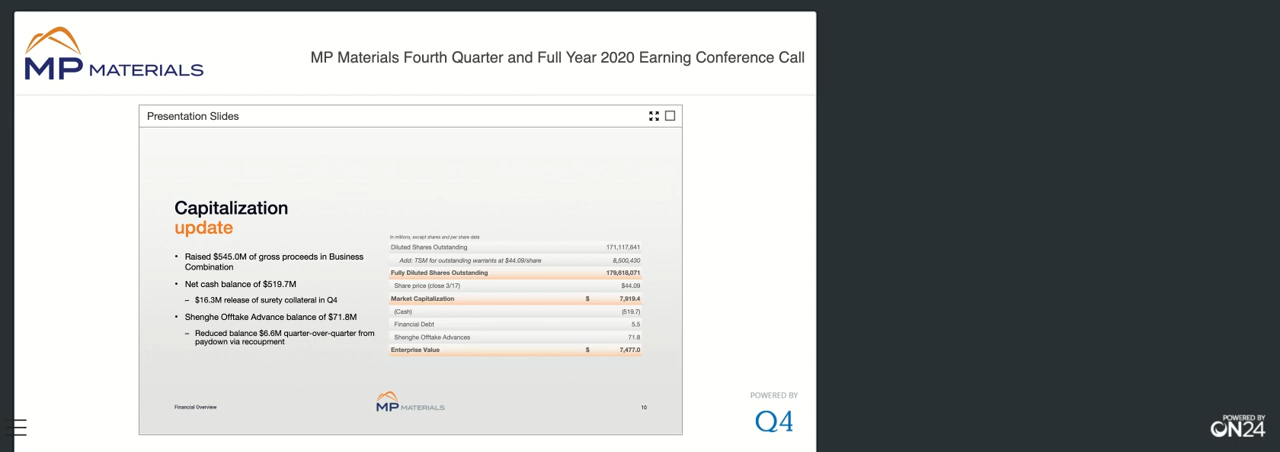 MP MATERIALS
MP Materials Fourth Quarter and Full Year 2020 Earning Conference Call
Presentation Slides
Capitalization
update
• Raised $545.0M of gross proceeds in Business
Combination
• Net cash balance of $519.7M
– $16.3M release of surety collateral in Q4
• Shenghe Offtake Advance balance of $71.8M
– Reduced balance $6.6M quarter-over-quarter from
paydown via recoupment
In millions, except shares and per share data
Diluted Shares Outstanding 171,117,641
Add: TSM for outstanding warrants at $44.09/share 8,500,430
Fully Diluted Shares Outstanding 179,618,071
Share price (close 3/17) $44.09
Market Capitalization $ 7,919.4
(Cash) (519.7)
Financial Debt 5.5
Shenghe Offtake Advances 71.8
Enterprise Value $ 7,477.0
Financial Overview
MP MATERIALS
10
POWERED BY
Q4
POWERED BY
ON24